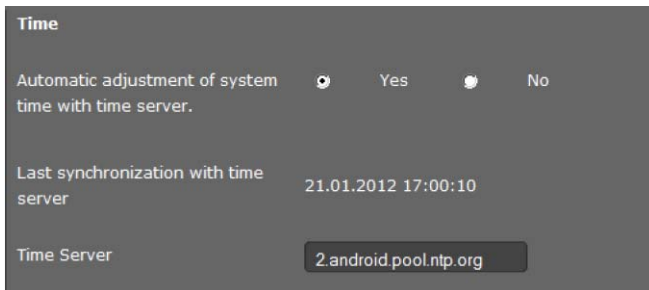 Time
Automatic adjustment of system Yes No
time with time server.
Last synchronization with time
server 21.01.2012 17:00:10
Time Server 2.android.pool.ntp.org